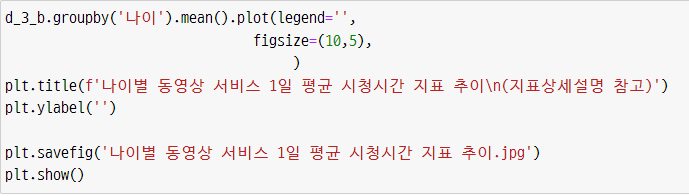 d_3_b.groupby('나이').mean().plot(legend='',
figsize=(10,5),
)
plt.title(f'나이별 동영상 서비스 1일 평균 시청시간 지표 추이\n(지표상세설명 참고)')
plt.ylabel('')
plt.savefig('나이별 동영상 서비스 1일 평균 시청시간 지표 추이.jpg')
plt.show()